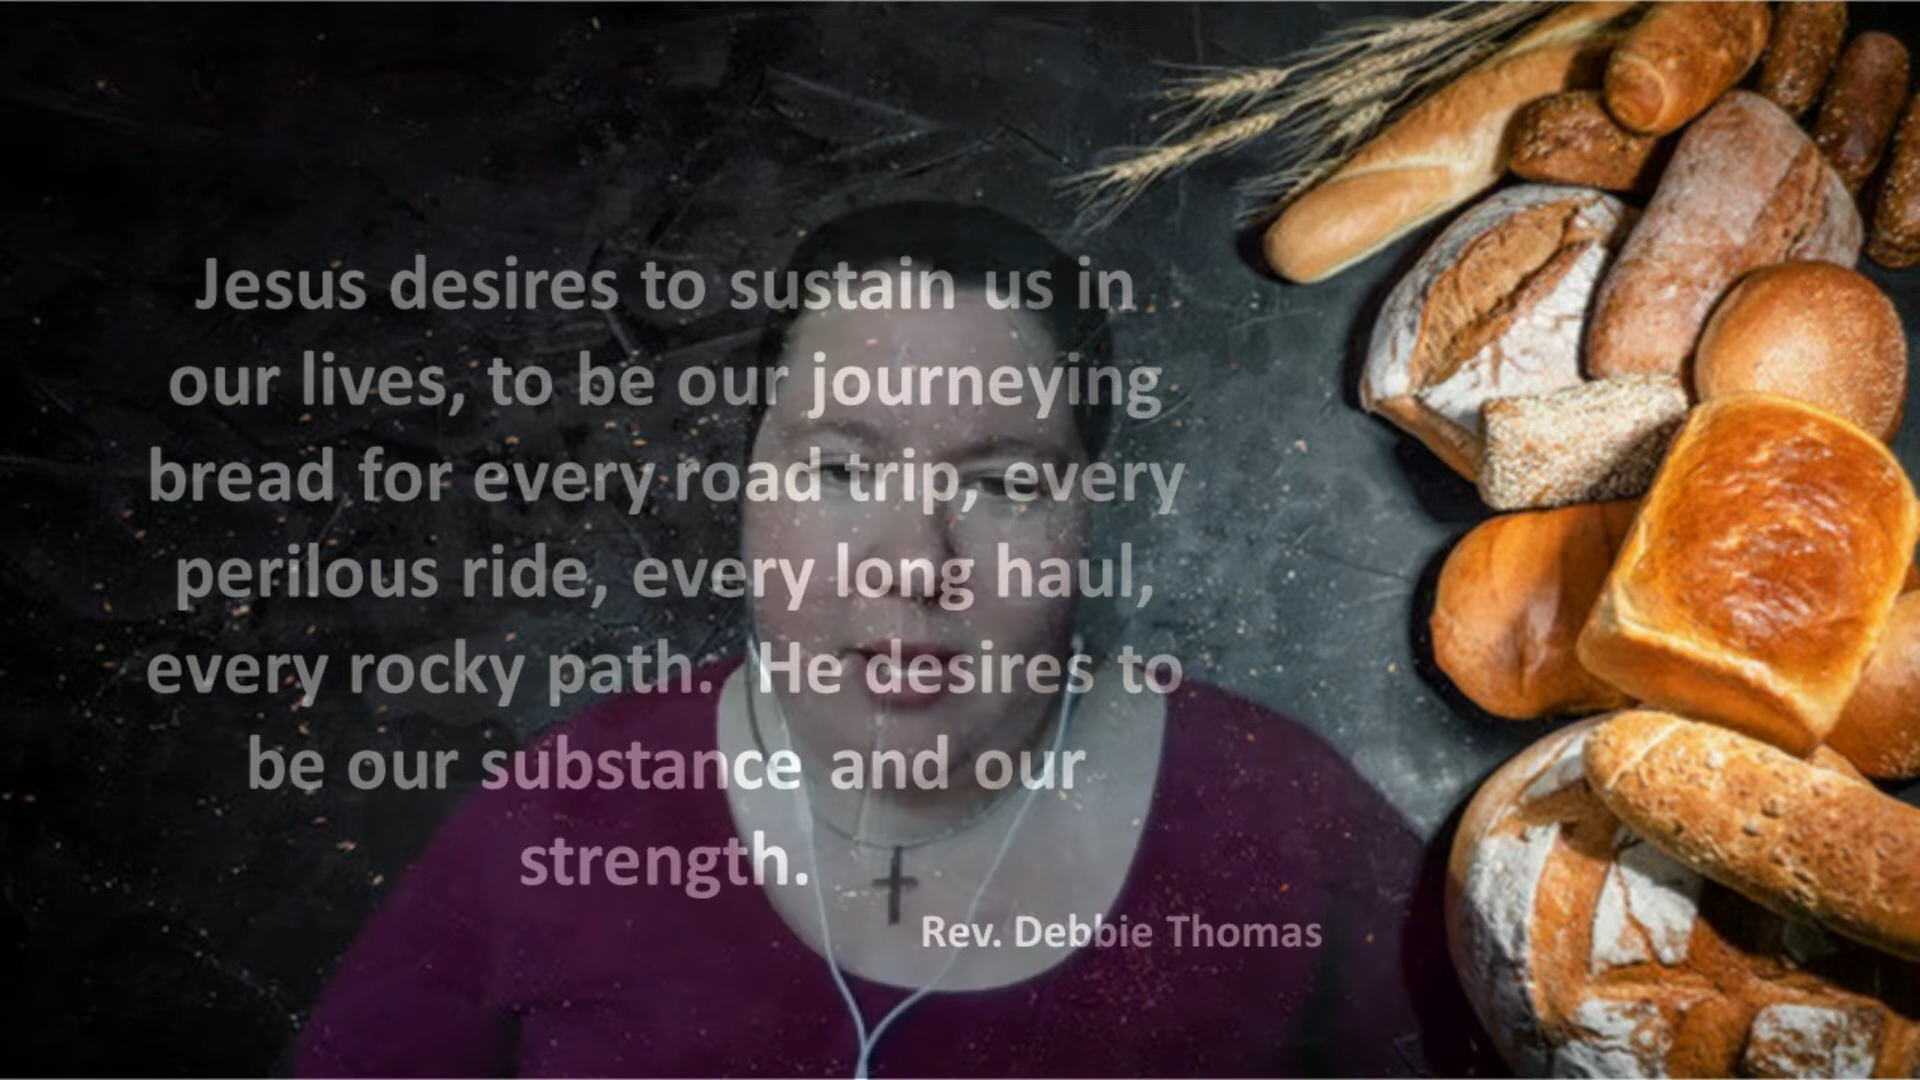 Jesus desires to sustain us in
our lives, to be our journeying
bread for every road trip, every
perilous ride, every long haul,
every rocky path.  He desires to
be our substance and our
strength.
Rev. Debbie Thomas